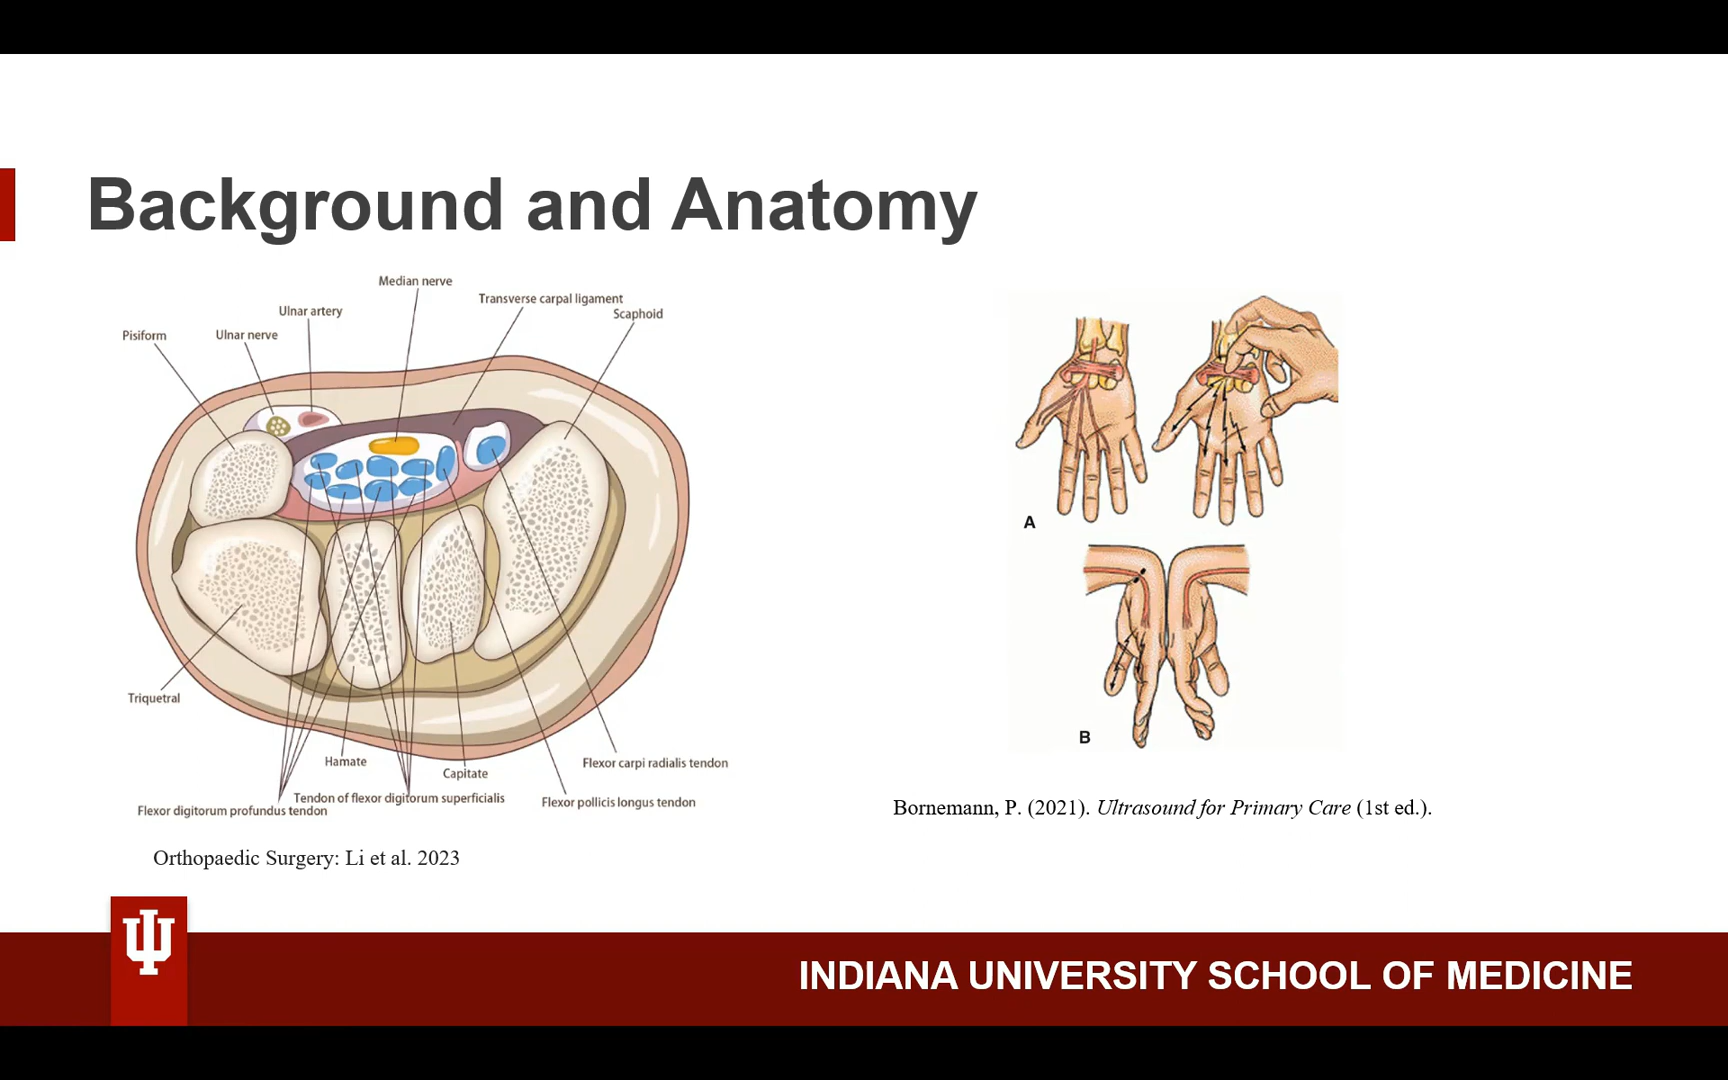 Background and Anatomy
Median nerve
Transverse carpal ligament
Ulnar artery
Scaphoid
Pisiform
Ulnar nerve
Triquetral
Hamate
Capitate
Flexor carpi radialis tendon
Tendon of flexor digitorum superficialis
Flexor pollicis longus tendon
Flexor digitorum profundus tendon
Orthopaedic Surgery: Li et al. 2023
A
B
Bornemann, P. (2021). Ultrasound for Primary Care (1st ed.).
INDIANA UNIVERSITY SCHOOL OF MEDICINE